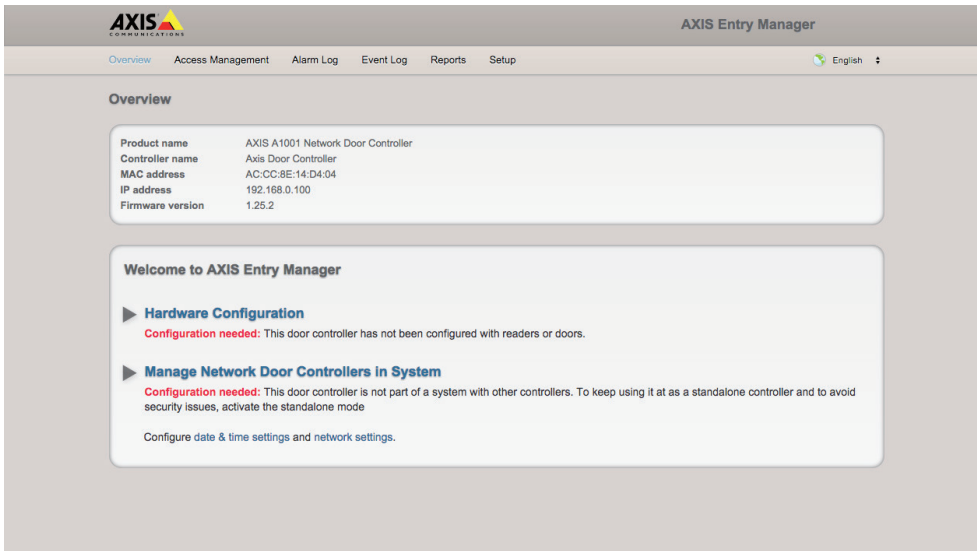 AXIS
COMMUNICATIONS
AXIS Entry Manager
Overview Access Management Alarm Log Event Log Reports Setup English
Overview
Product name AXIS A1001 Network Door Controller
Controller name Axis Door Controller
MAC address AC:CC:8E:14:D4:04
IP address 192.168.0.100
Firmware version 1.25.2
Welcome to AXIS Entry Manager
Hardware Configuration
Configuration needed: This door controller has not been configured with readers or doors.
Manage Network Door Controllers in System
Configuration needed: This door controller is not part of a system with other controllers. To keep using it at as a standalone controller and to avoid
security issues, activate the standalone mode
Configure date & time settings and network settings.